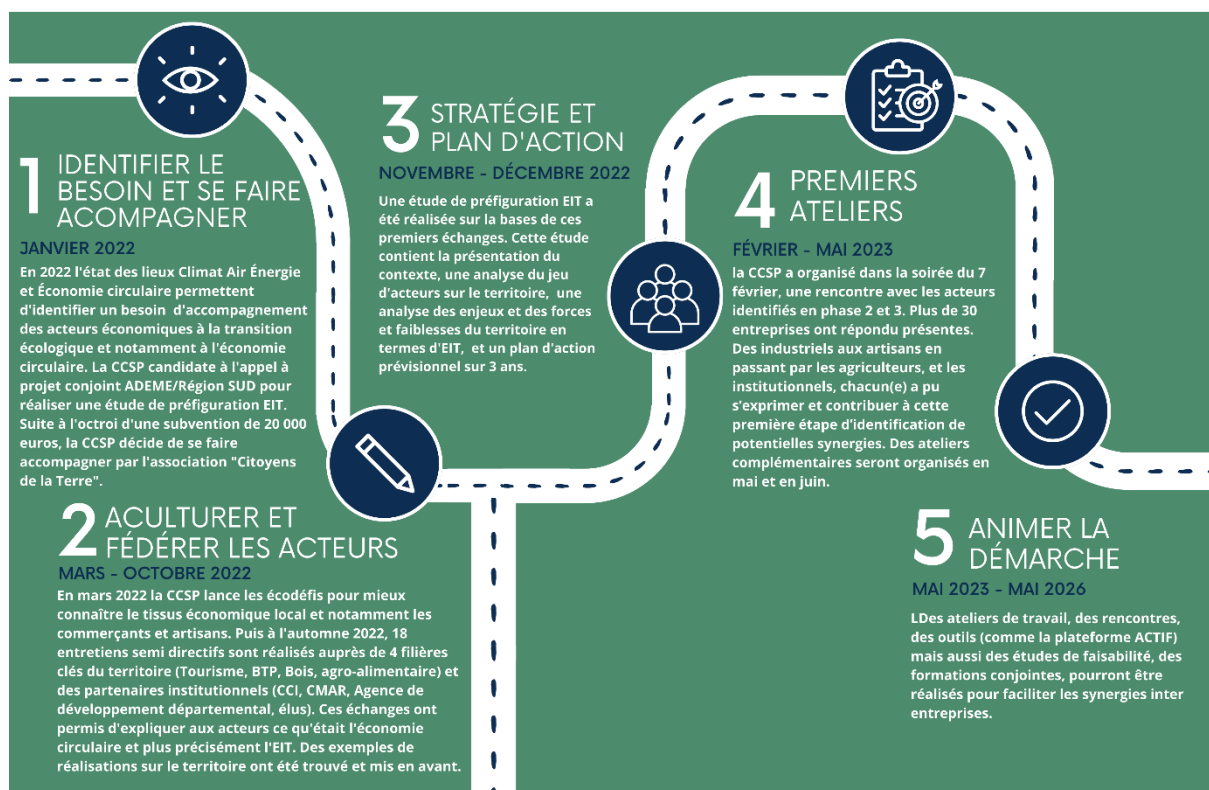 1 IDENTIFIER LE
BESOIN ET SE FAIRE
ACOMPAGNER
JANVIER 2022
En 2022 l'état des lieux Climat Air Énergie
et Économie circulaire permettent
d'identifier un besoin d'accompagnement
des acteurs économiques à la transition
écologique et notamment à l'économie
circulaire. La CCSP candidate à l'appel à
projet conjoint ADEME/Région SUD pour
réaliser une étude de préfiguration EIT.
Suite à l'octroi d'une subvention de 20 000
euros, la CCSP décide de se faire
accompagner par l'association "Citoyens
de la Terre".
2 ACULTURER ET
FÉDÉRER LES ACTEURS
MARS - OCTOBRE 2022
En mars 2022 la CCSP lance les écodéfis pour mieux
connaître le tissus économique local et notamment les
commerçants et artisans. Puis à l'automne 2022, 18
entretiens semi directifs sont réalisés auprès de 4 filières
clés du territoire (Tourisme, BTP, Bois, agro-alimentaire) et
des partenaires institutionnels (CCI, CMAR, Agence de
développement départemental, élus). Ces échanges ont
permis d'expliquer aux acteurs ce qu'était l'économie
circulaire et plus précisément l'EIT. Des exemples de
réalisations sur le territoire ont été trouvé et mis en avant.
3 STRATÉGIE ET
PLAN D'ACTION
NOVEMBRE - DÉCEMBRE 2022
Une étude de préfiguration EIT a
été réalisée sur la bases de ces
premiers échanges. Cette étude
contient la présentation du
contexte, une analyse du jeu
d'acteurs sur le territoire, une
analyse des enjeux et des forces
et faiblesses du territoire en
termes d'EIT, et un plan d'action
prévisionnel sur 3 ans.
4 PREMIERS
ATELIERS
FÉVRIER - MAI 2023
la CCSP a organisé dans la soirée du 7
février, une rencontre avec les acteurs
identifiés en phase 2 et 3. Plus de 30
entreprises ont répondu présentes.
Des industriels aux artisans en
passant par les agriculteurs, et les
institutionnels, chacun(e) a pu
s'exprimer et contribuer à cette
première étape d'identification de
potentielles synergies. Des ateliers
complémentaires seront organisés en
mai et en juin.
5 ANIMER LA
DÉMARCHE
MAI 2023 - MAI 2026
LDes ateliers de travail, des rencontres,
des outils (comme la plateforme ACTIF)
mais aussi des études de faisabilité, des
formations conjointes, pourront être
réalisés pour faciliter les synergies inter
entreprises.